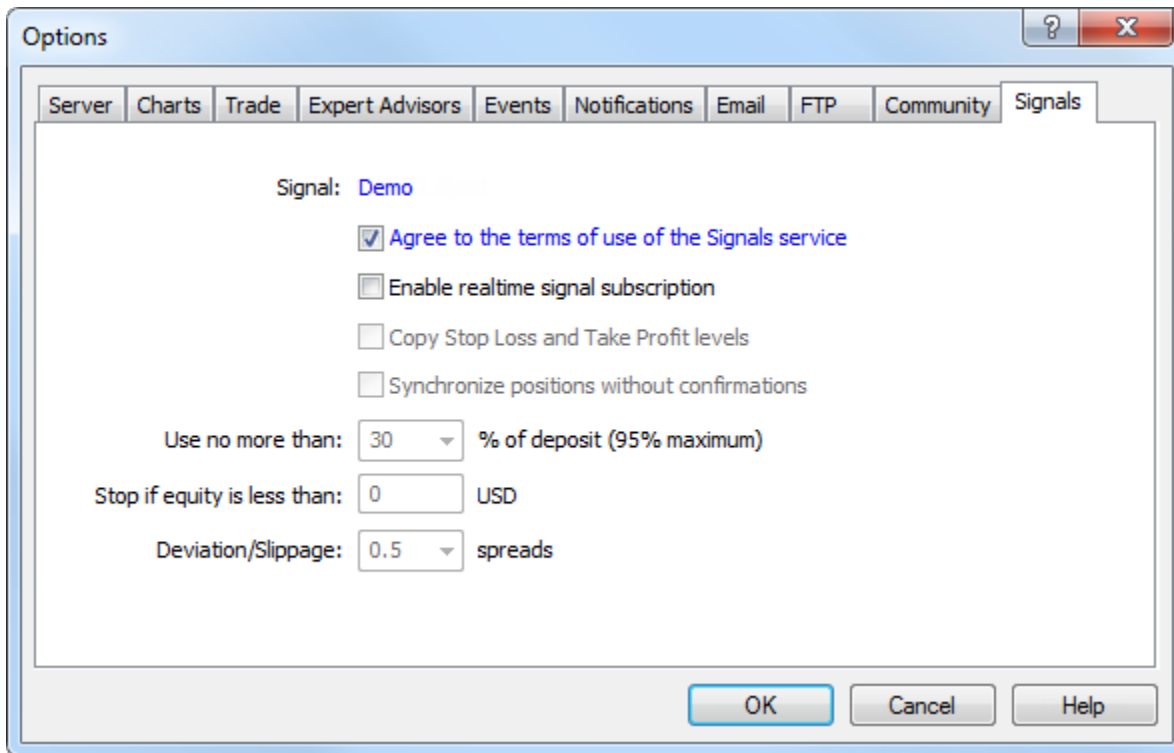 Options
Server Charts Trade Expert Advisors Events Notifications Email FTP Community Signals
Signal: Demo
Agree to the terms of use of the Signals service
Enable realtime signal subscription
Copy Stop Loss and Take Profit levels
Synchronize positions without confirmations
Use no more than: 30 % of deposit (95% maximum)
Stop if equity is less than: 0 USD
Deviation/Slippage: 0.5 spreads
OK Cancel Help